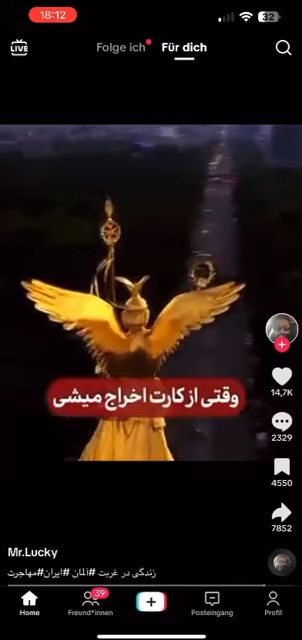 18:12
32
LIVE
Folge ich
Für dich
وقتی از کارت اخراج میشی
14,7K
2329
4550
7852
Mr.Lucky
زندگی در غربت #آلمان #ایران#مهاجرت
39
Home
Freund*innen
Posteingang
Profil